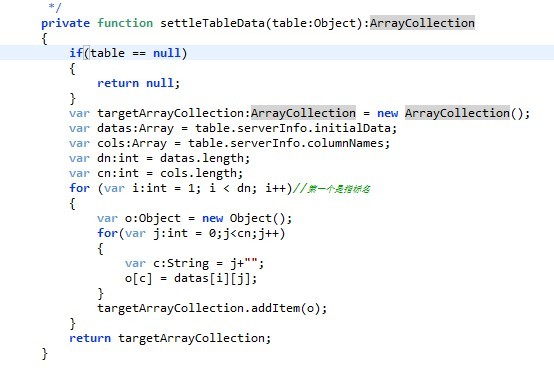 */
private function settleTableData(table:Object):ArrayCollection
{
if(table == null)
{
return null;
}
var targetArrayCollection:ArrayCollection = new ArrayCollection();
var datas:Array = table.serverInfo.initialData;
var cols:Array = table.serverInfo.columnNames;
var dn:int = datas.length;
var cn:int = cols.length;
for (var i:int = 1; i < dn; i++)//第一个是指标名
{
var o:Object = new Object();
for(var j:int = 0;j<cn;j++)
{
var c:String = j+"";
o[c] = datas[i][j];
}
targetArrayCollection.addItem(o);
}
return targetArrayCollection;
}